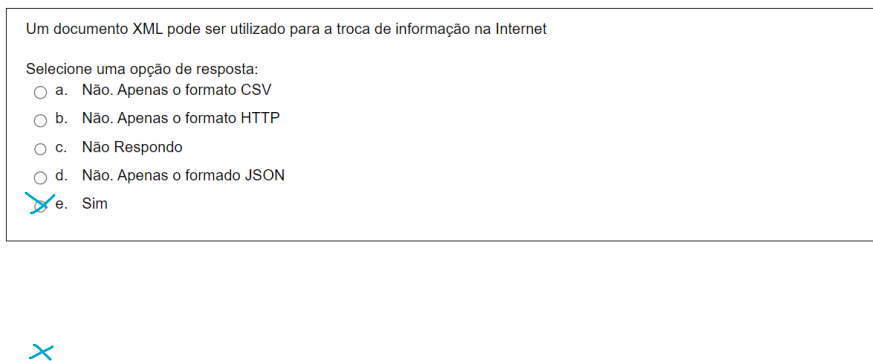 Um documento XML pode ser utilizado para a troca de informação na Internet
Selecione uma opção de resposta:
a. Não. Apenas o formato CSV
b. Não. Apenas o formato HTTP
c. Não Respondo
d. Não. Apenas o formado JSON
e. Sim